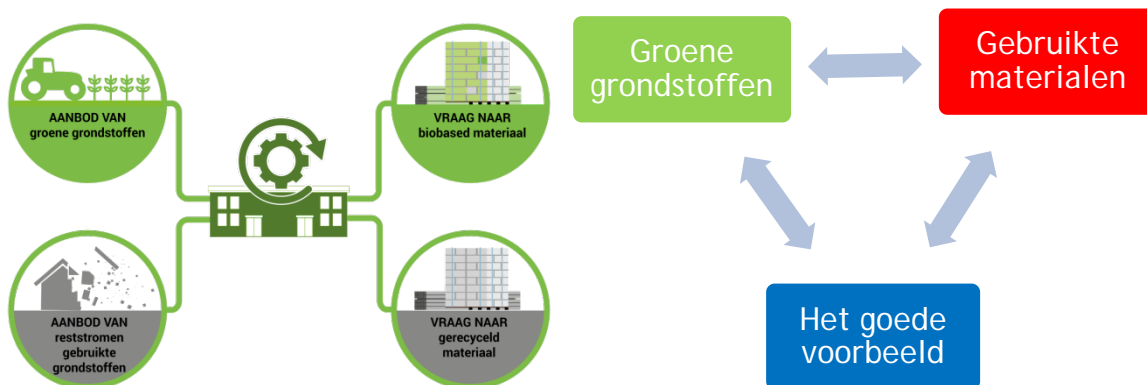 AANBOD VAN
groene grondstoffen
VRAAG NAAR
biobased materiaal
AANBOD VAN
reststromen
gebruikte
grondstoffen
VRAAG NAAR
gerecycled
materiaal
Groene
grondstoffen
Gebruikte
materialen
Het goede
voorbeeld